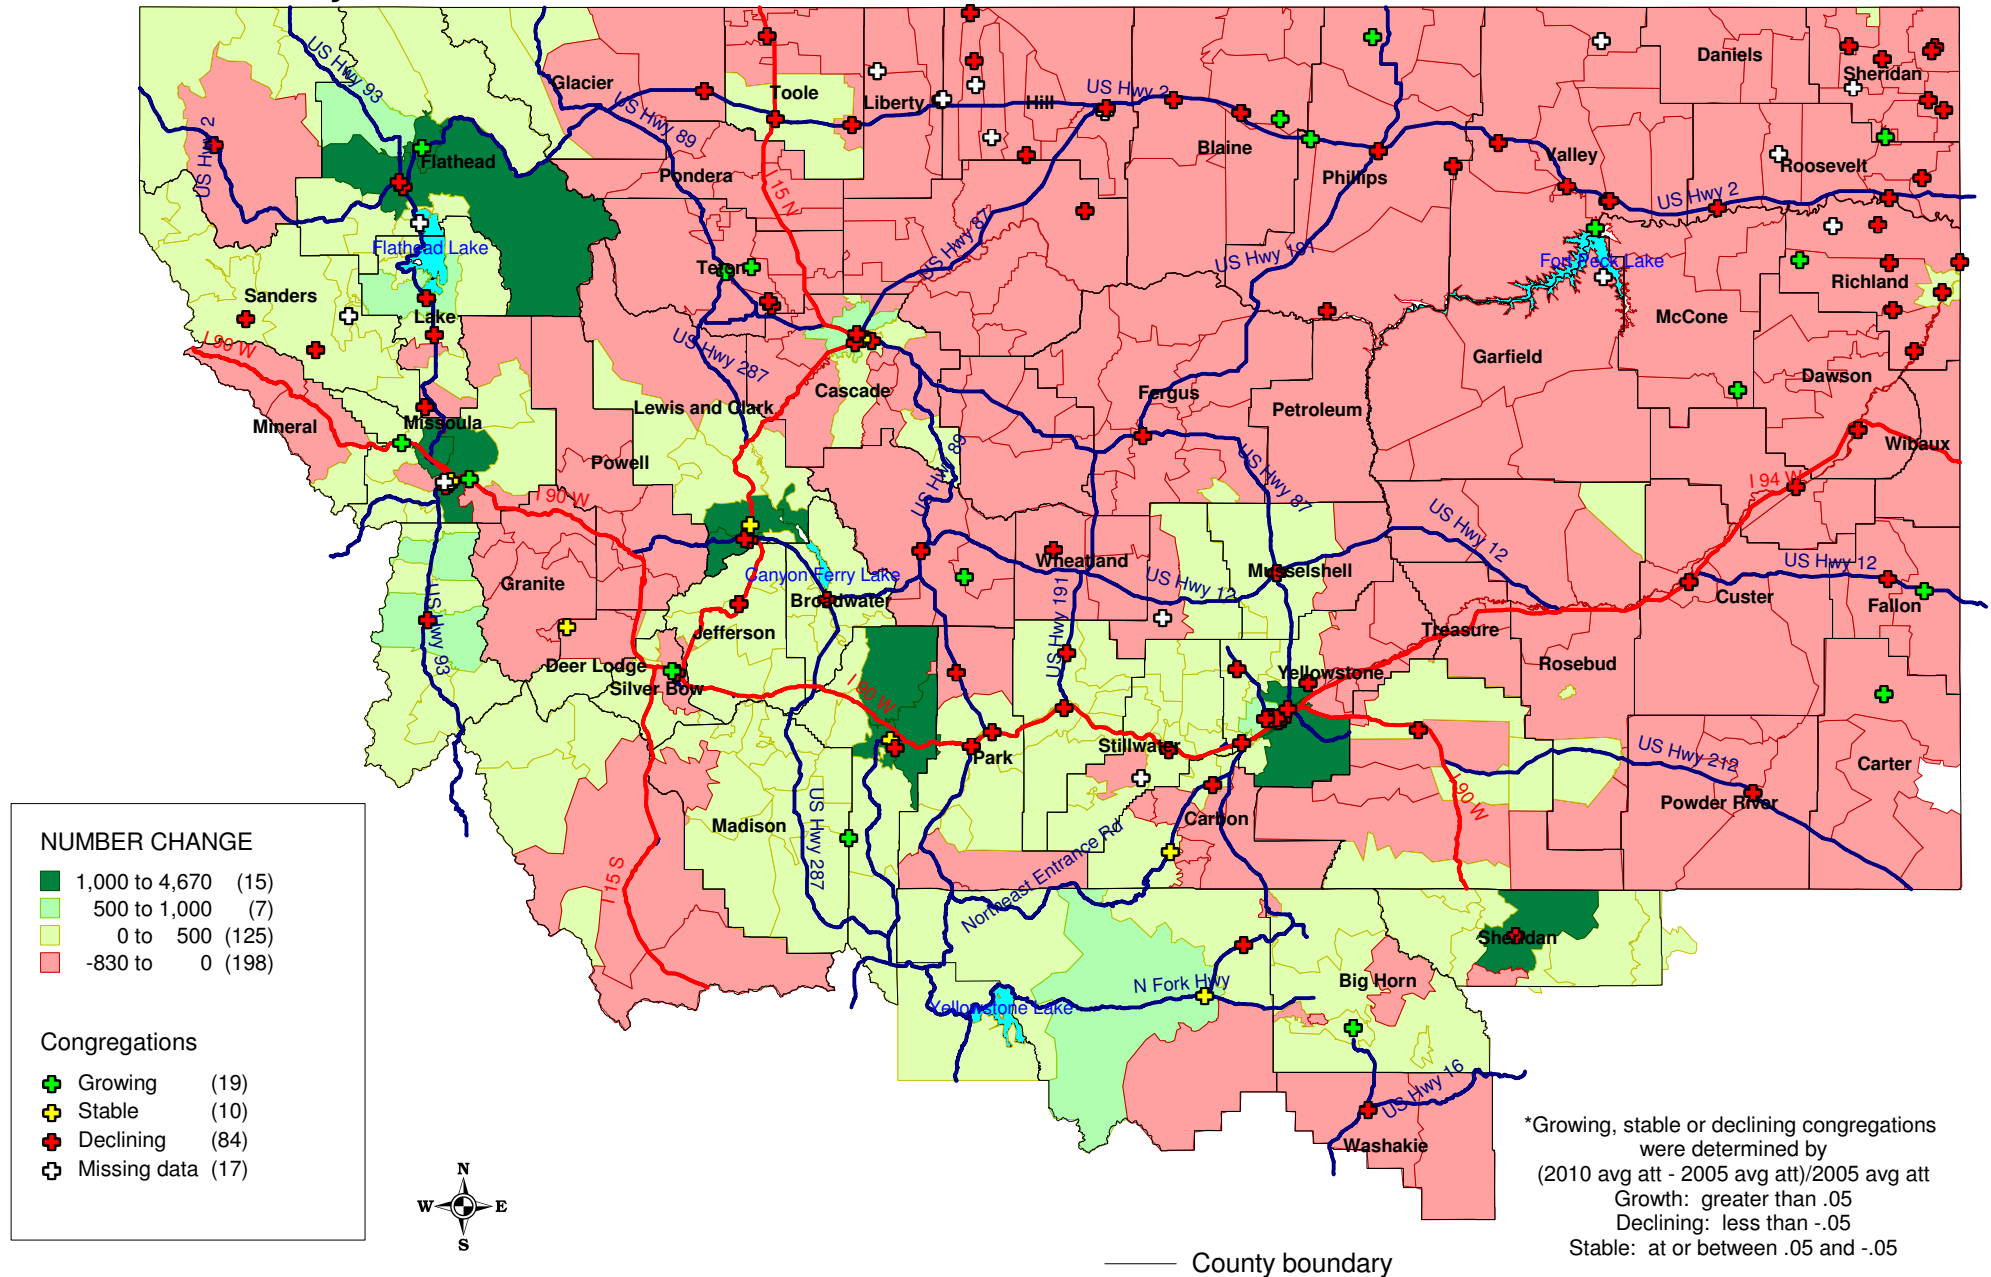 US Hwy 93
Glacier
Toole
Liberty
Hill
US Hwy 2
Daniels
Sheridan
US Hwy 2
US Hwy 89
Flathead
Pondera
Blaine
Phillips
Valley
Roosevelt
US Hwy 2
I 15 N
Flathead Lake
Teton
US Hwy 87
US Hwy 191
Fort Peck Lake
Richland
Sanders
Lake
McCone
I 90 W
US Hwy 287
Garfield
Dawson
Cascade
Fergus
Petroleum
Lewis and Clark
Mineral
Missoula
Wibaux
US Hwy 89
Powell
US Hwy 87
I 94 W
I 90 W
US Hwy 12
Wheatland
US Hwy 12
Granite
Canyon Ferry Lake
Musselshell
US Hwy 12
Broadwater
Custer
Fallon
US Hwy 93
Jefferson
US Hwy 191
Treasure
Deer Lodge
Silver Bow
Rosebud
Yellowstone
I 90 W
Park
Stillwater
US Hwy 212
Carter
Powder River
I 90 W
Madison
US Hwy 287
Carbon
Northeast Entrance Rd
I 15 S
Sheridan
Big Horn
N Fork Hwy
Yellowstone Lake
US Hwy 16
Washakie
NUMBER CHANGE
1,000 to 4,670 (15)
500 to 1,000 (7)
0 to 500 (125)
-830 to 0 (198)
Congregations
Growing (19)
Stable (10)
Declining (84)
Missing data (17)
N
W E
S
*Growing, stable or declining congregations
were determined by
(2010 avg att - 2005 avg att)/2005 avg att
Growth: greater than .05
Declining: less than -.05
Stable: at or between .05 and -.05
County boundary